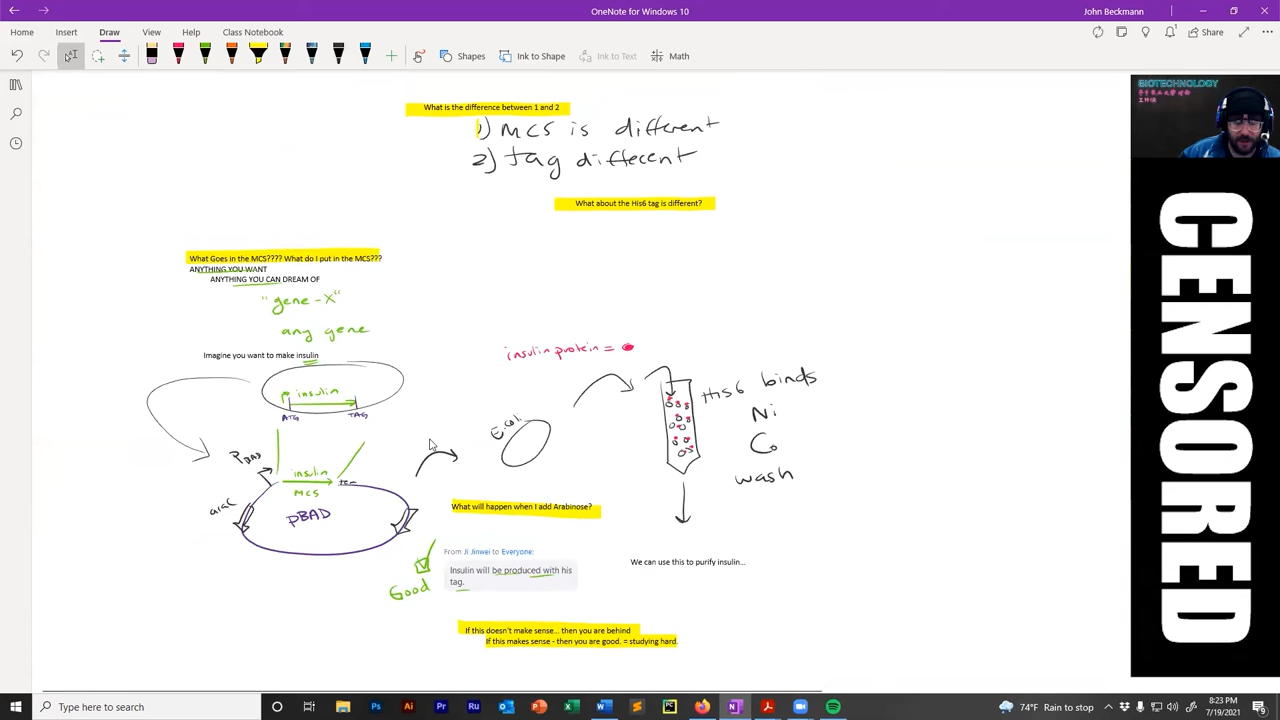 OneNote for Windows 10
John Beckmann
Home Insert Draw View Help Class Notebook
Share
Shapes Ink to Shape Ink to Text Math
BIOTECHNOLOGY
What is the difference between 1 and 2
1) MCS is different
2) tag different
What about the His6 tag is different?
What Goes in the MCS???? What do I put in the MCS???
ANYTHING YOU WANT
ANYTHING YOU CAN DREAM OF
"gene-X"
any gene
Imagine you want to make insulin
insulin protein =
insulin
ATG TAG
His6 binds
Ni
Co
wash
E.coli
PBAD
insulin
MCS
ter
araC
pBAD
What will happen when I add Arabinose?
From Ji Jinwei to Everyone:
Insulin will be produced with his
tag.
Good
We can use this to purify insulin...
If this doesn't make sense... then you are behind
If this makes sense - then you are good. = studying hard.
CENSORED
Type here to search
74°F Rain to stop
8:23 PM
7/19/2021